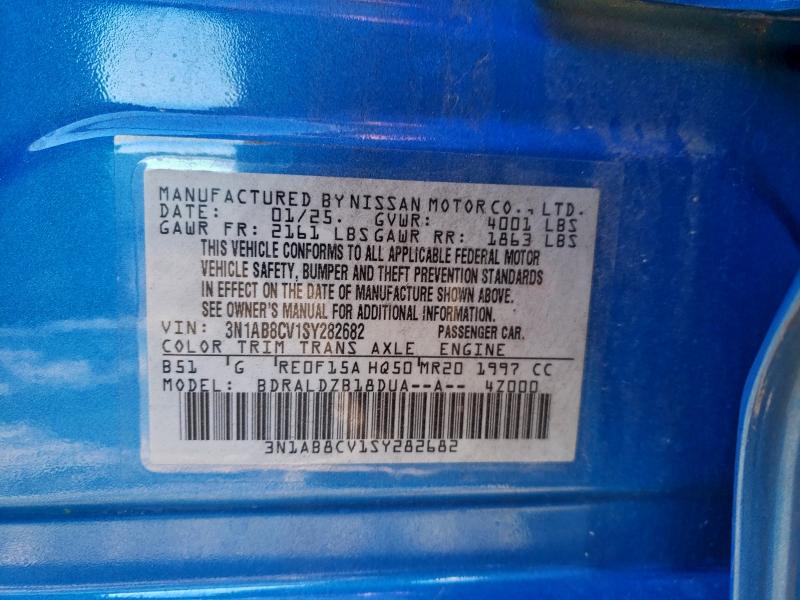 MANUFACTURED BY NISSAN MOTOR CO., LTD.
DATE: 01/25. GVWR: 4001 LBS
GAWR FR: 2161 LBS GAWR RR: 1863 LBS
THIS VEHICLE CONFORMS TO ALL APPLICABLE FEDERAL MOTOR
VEHICLE SAFETY, BUMPER AND THEFT PREVENTION STANDARDS
IN EFFECT ON THE DATE OF MANUFACTURE SHOWN ABOVE.
SEE OWNER'S MANUAL FOR ADDITIONAL INFORMATION.
VIN: 3N1AB8CV1SY282682 PASSENGER CAR.
COLOR TRIM TRANS AXLE ENGINE
B51 G RE0F15A HQ50 MR20 1997 CC
MODEL: BDRALDZB18DUA--A-- 4Z000
3N1AB8CV1SY282682